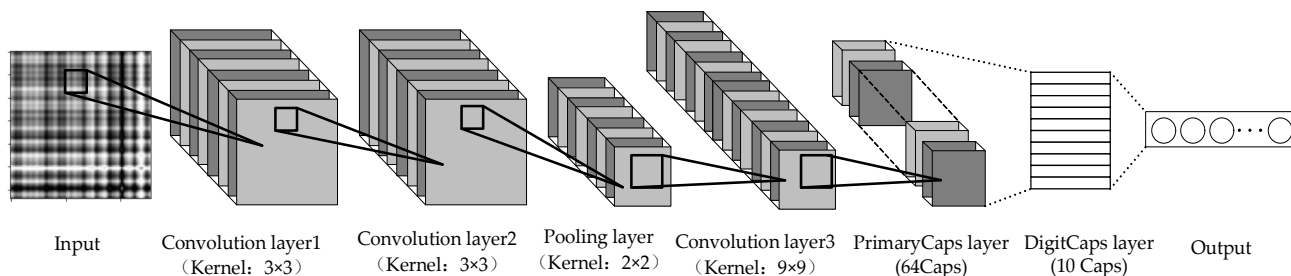 Input
Convolution layer1
（Kernel：3×3）
Convolution layer2
（Kernel：3×3）
Pooling layer
（Kernel：2×2）
Convolution layer3
（Kernel：9×9）
PrimaryCaps layer
(64Caps)
DigitCaps layer
(10 Caps)
Output